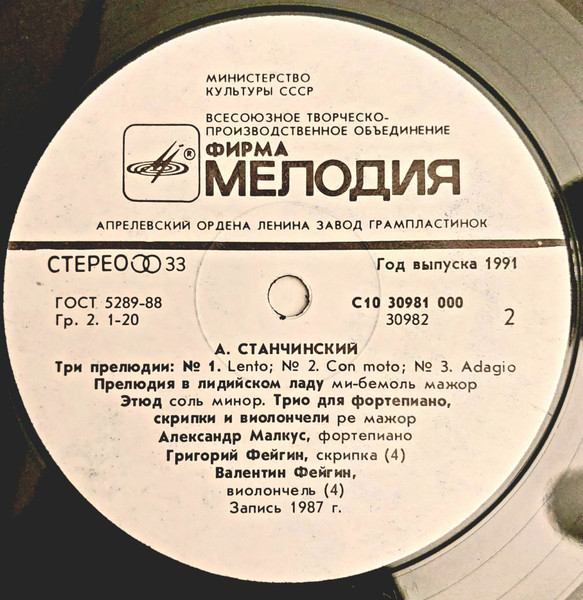 МИНИСТЕРСТВО
КУЛЬТУРЫ СССР
ВСЕСОЮЗНОЕ ТВОРЧЕСКО-
ПРОИЗВОДСТВЕННОЕ ОБЪЕДИНЕНИЕ
® ФИРМА
МЕЛОДИЯ
АПРЕЛЕВСКИЙ ОРДЕНА ЛЕНИНА ЗАВОД ГРАМПЛАСТИНОК
СТЕРЕО 33 Год выпуска 1991
ГОСТ 5289-88 С10 30981 000
Гр. 2. 1-20 30982 2
А. СТАНЧИНСКИЙ
Три прелюдии: № 1. Lento; № 2. Con moto; № 3. Adagio
Прелюдия в лидийском ладу ми-бемоль мажор
Этюд соль минор. Трио для фортепиано,
скрипки и виолончели ре мажор
Александр Малкус, фортепиано
Григорий Фейгин, скрипка (4)
Валентин Фейгин,
виолончель (4)
Запись 1987 г.